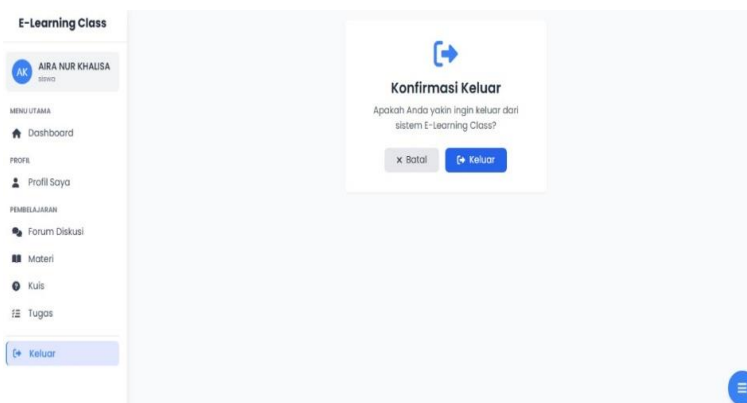 E-Learning Class
AK
AIRA NUR KHALISA
siswa
MENU UTAMA
Dashboard
PROFIL
Profil Saya
PEMBELAJARAN
Forum Diskusi
Materi
Kuis
Tugas
Keluar
Konfirmasi Keluar
Apakah Anda yakin ingin keluar dari
sistem E-Learning Class?
× Batal
Keluar